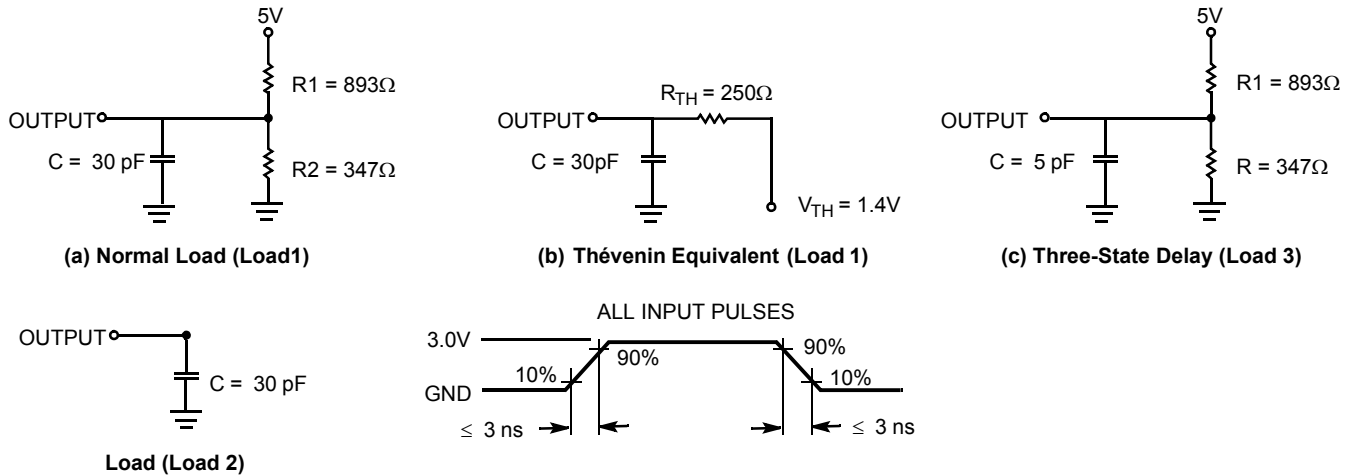 5V
R1 = 893Ω
OUTPUT
C = 30 pF
R2 = 347Ω
(a) Normal Load (Load1)
RTH = 250Ω
OUTPUT
C = 30pF
VTH = 1.4V
(b) Thévenin Equivalent (Load 1)
5V
R1 = 893Ω
OUTPUT
C = 5 pF
R = 347Ω
(c) Three-State Delay (Load 3)
OUTPUT
C = 30 pF
Load (Load 2)
ALL INPUT PULSES
3.0V
90%
90%
10%
10%
GND
≤ 3 ns
≤ 3 ns